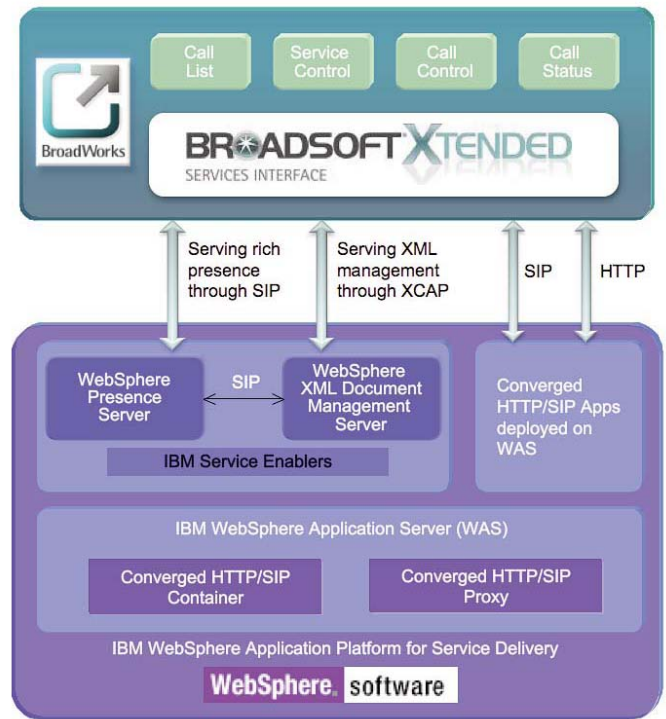 Call
List
Service
Control
Call
Control
Call
Status
BroadWorks
BROADSOFT XTENDED
SERVICES INTERFACE
Serving rich
presence
through SIP
Serving XML
management
through XCAP
SIP
HTTP
WebSphere
Presence
Server
SIP
WebSphere
XML Document
Management
Server
IBM Service Enablers
Converged
HTTP/SIP Apps
deployed on
WAS
IBM WebSphere Application Server (WAS)
Converged HTTP/SIP
Container
Converged HTTP/SIP
Proxy
IBM WebSphere Application Platform for Service Delivery
WebSphere. software